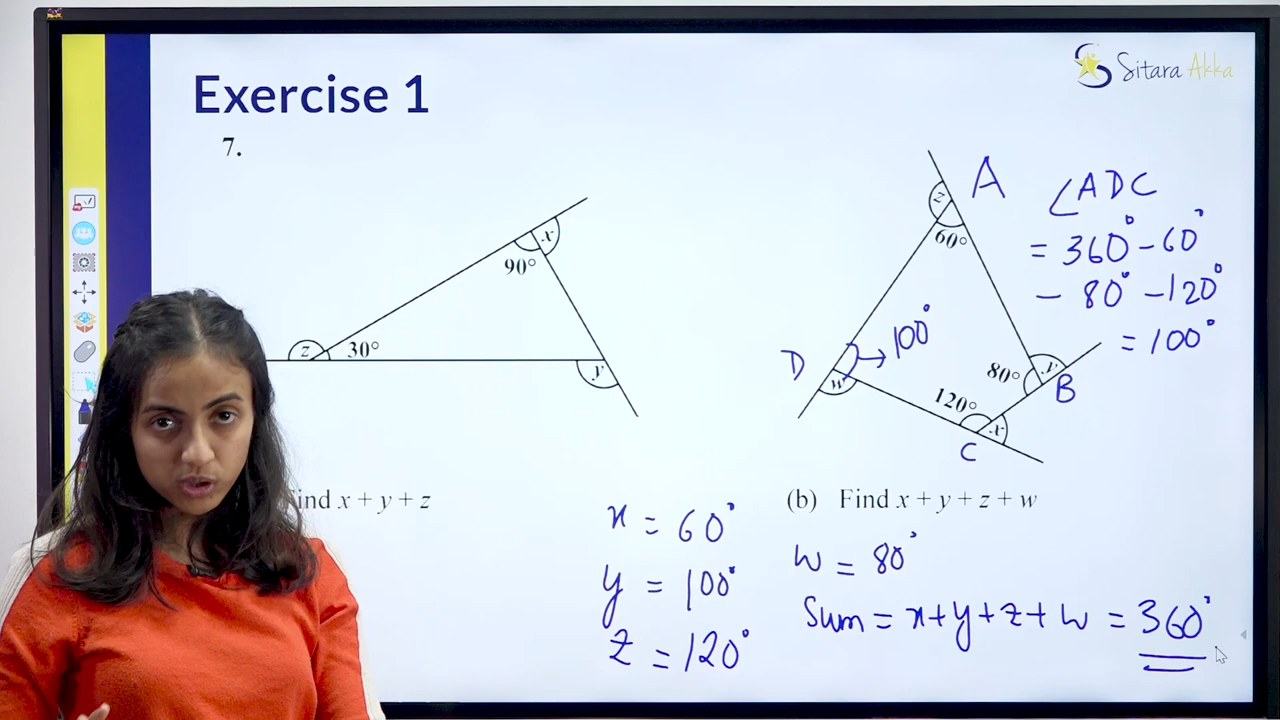 Exercise 1
Sitara Akka
7.
x
90°
z
30°
y
find x + y + z
A
z
60°
∠ADC
= 360° - 60°
- 80° - 120°
= 100°
D
100°
w
80°
y
B
120°
x
C
(b) Find x + y + z + w
x = 60°
y = 100°
z = 120°
w = 80°
Sum = x + y + z + w = 360°